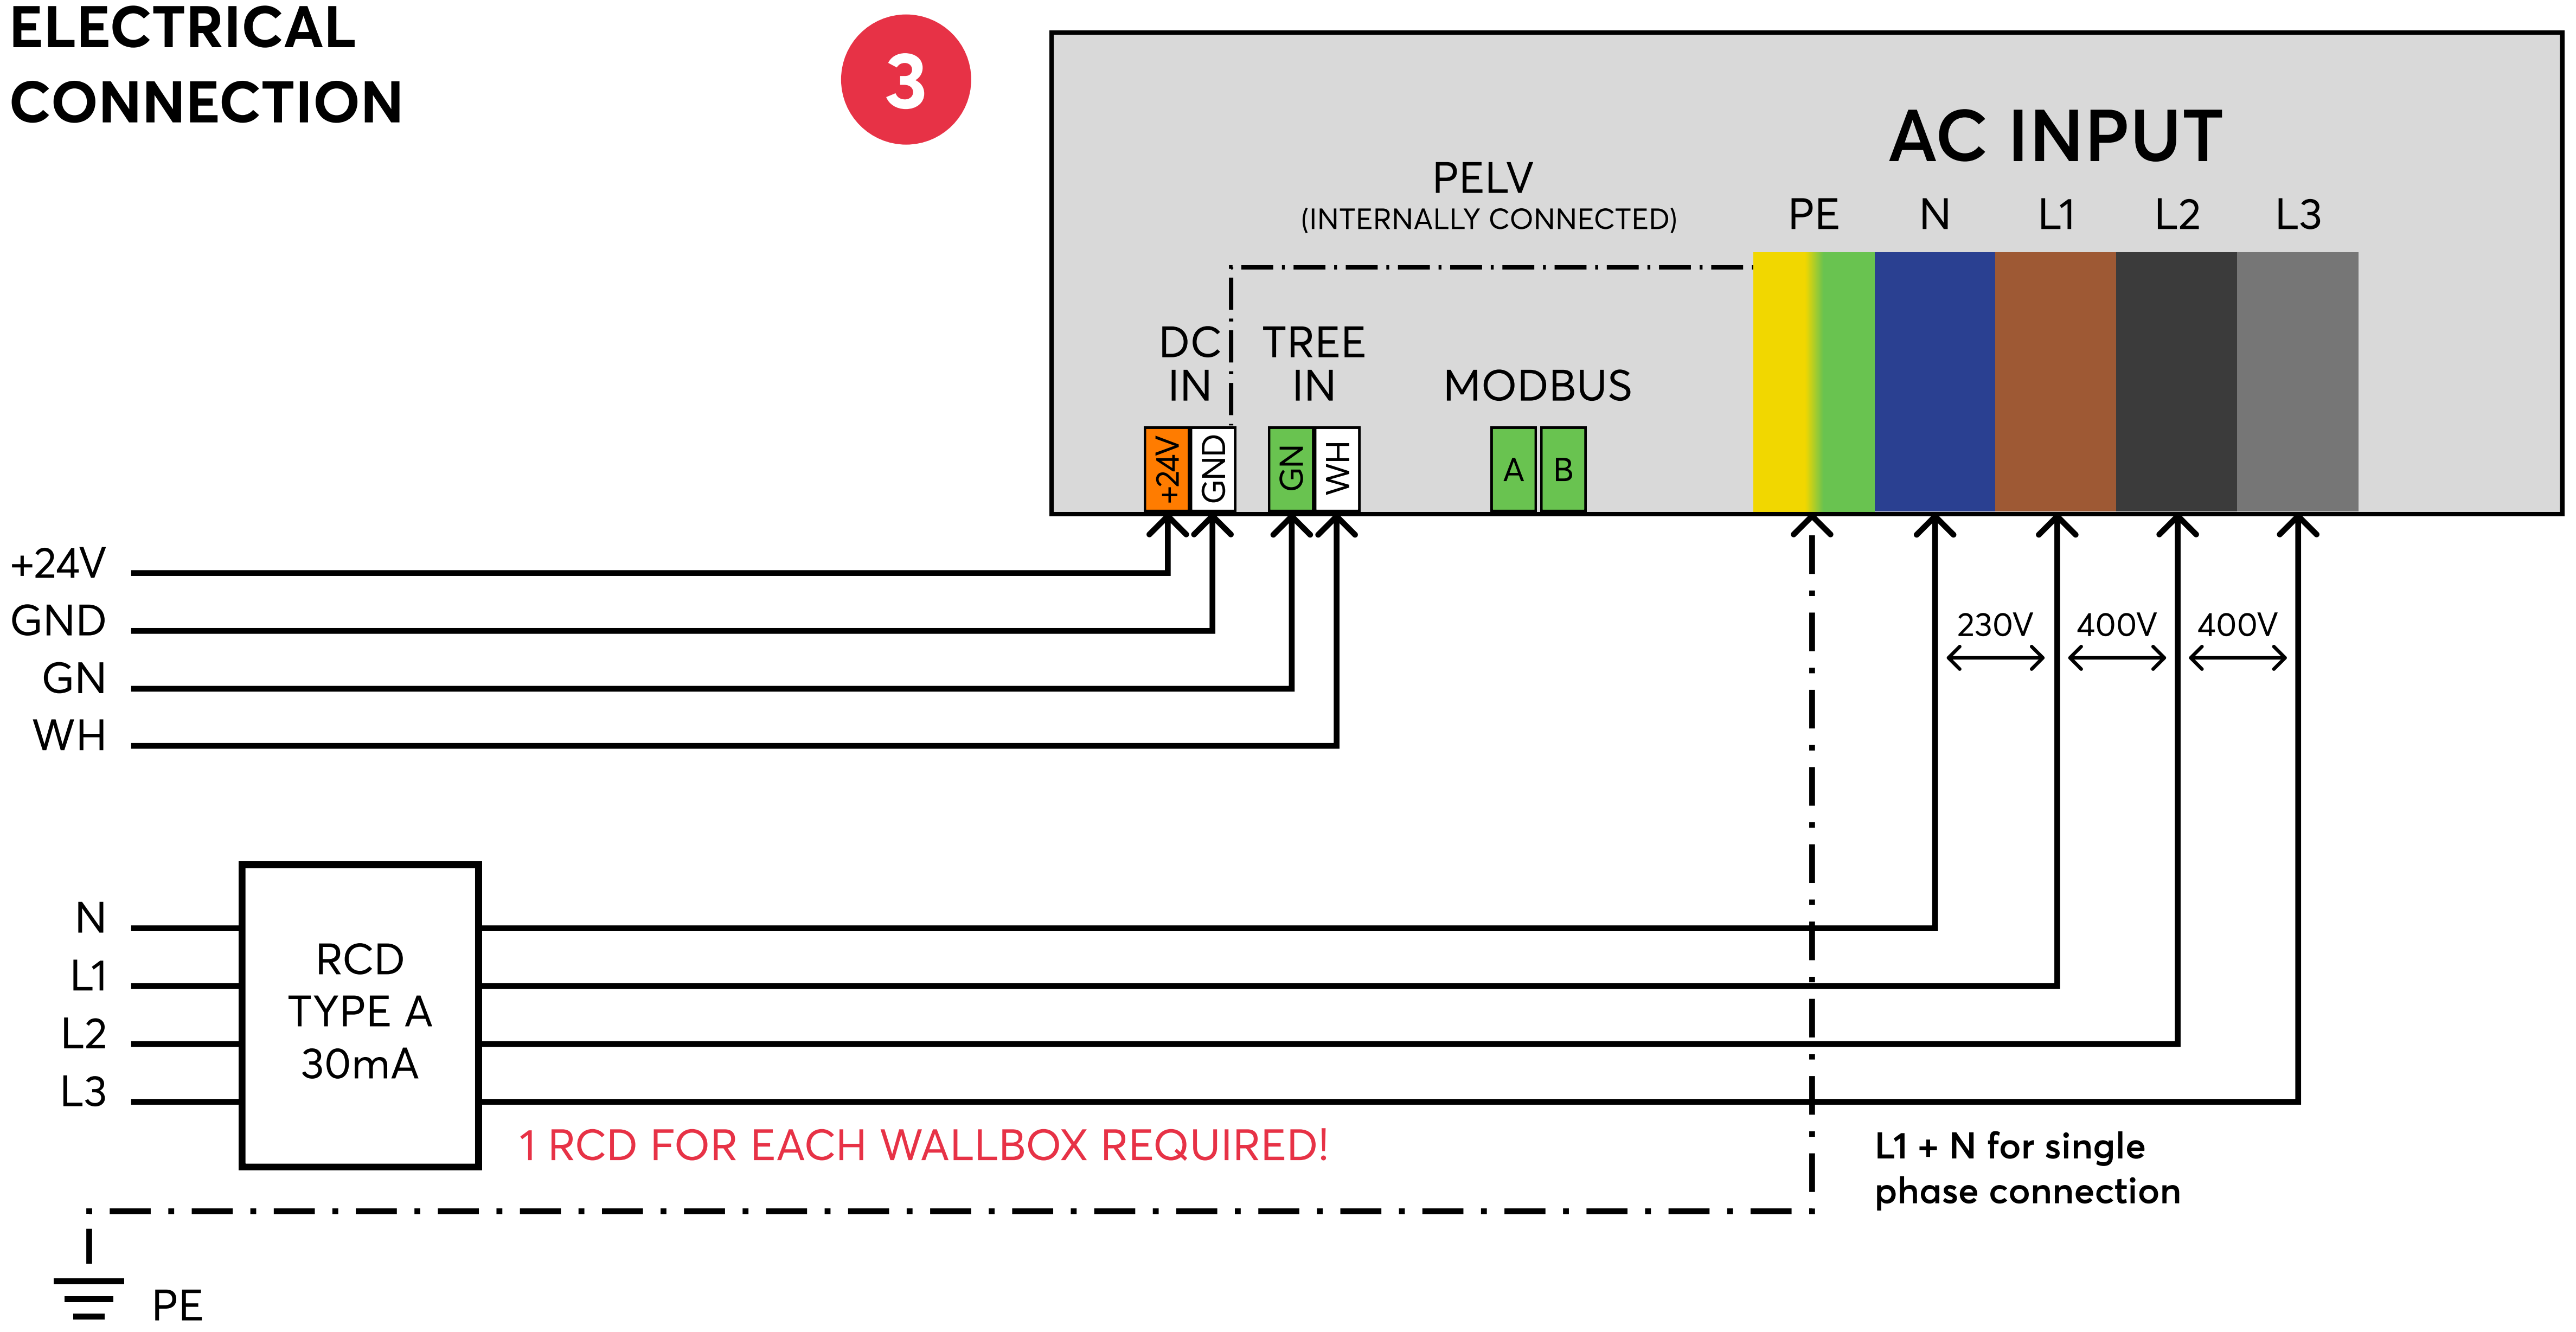 ELECTRICAL
CONNECTION
3
AC INPUT
PELV
(INTERNALLY CONNECTED)
PE N L1 L2 L3
DC
IN
TREE
IN
MODBUS
+24V GND GN WH A B
+24V
GND
GN
WH
230V 400V 400V
N
L1
L2
L3
RCD
TYPE A
30mA
1 RCD FOR EACH WALLBOX REQUIRED!
L1 + N for single
phase connection
PE